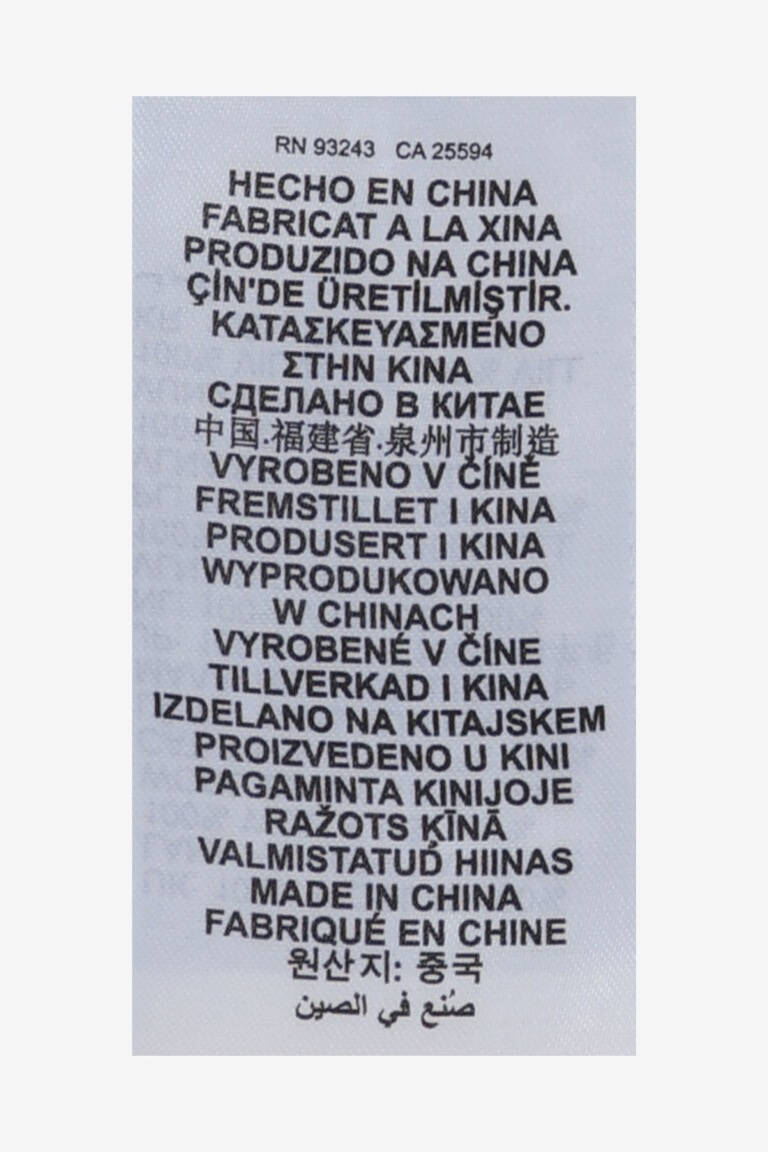 RN 93243 CA 25594
HECHO EN CHINA
FABRICAT A LA XINA
PRODUZIDO NA CHINA
ÇİN'DE ÜRETİLMİŞTİR.
ΚΑΤΑΣΚΕΥΑΣΜΕΝΟ
ΣΤΗΝ ΚΙΝΑ
СДЕЛАНО В КИТАЕ
中国.福建省.泉州市制造
VYROBENO V ČÍNĚ
FREMSTILLET I KINA
PRODUSERT I KINA
WYPRODUKOWANO
W CHINACH
VYROBENÉ V ČÍNE
TILLVERKAD I KINA
IZDELANO NA KITAJSKEM
PROIZVEDENO U KINI
PAGAMINTA KINIJOJE
RAŽOTS ĶĪNĀ
VALMISTATUD HIINAS
MADE IN CHINA
FABRIQUÉ EN CHINE
원산지: 중국
صُنع في الصين